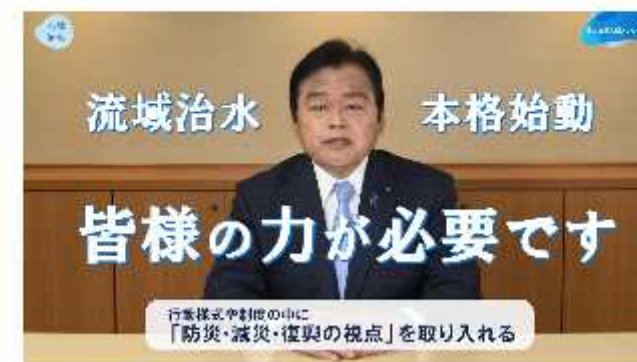 流域治水 本格始動
皆様の力が必要です
行動様式や制度の中に
「防災・減災・復興の視点」を取り入れる